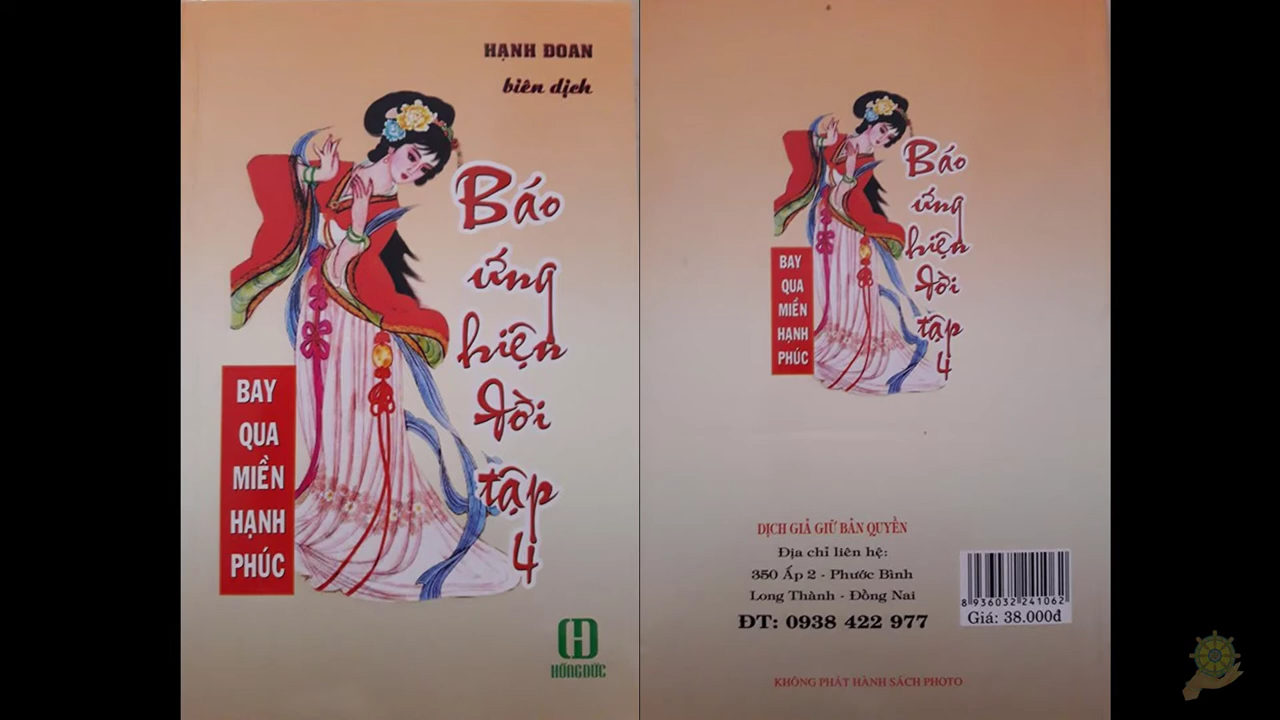 HẠNH ĐOAN
biên dịch
Báo
ứng
hiện
đời
tập
4
BAY
QUA
MIỀN
HẠNH
PHÚC
HỒNG ĐỨC
Báo
ứng
hiện
đời
tập
4
BAY
QUA
MIỀN
HẠNH
PHÚC
DỊCH GIẢ GIỮ BẢN QUYỀN
Địa chỉ liên hệ:
350 Ấp 2 - Phước Bình
Long Thành - Đồng Nai
ĐT: 0938 422 977
8 936032 241062
Giá: 38.000đ
KHÔNG PHÁT HÀNH SÁCH PHOTO